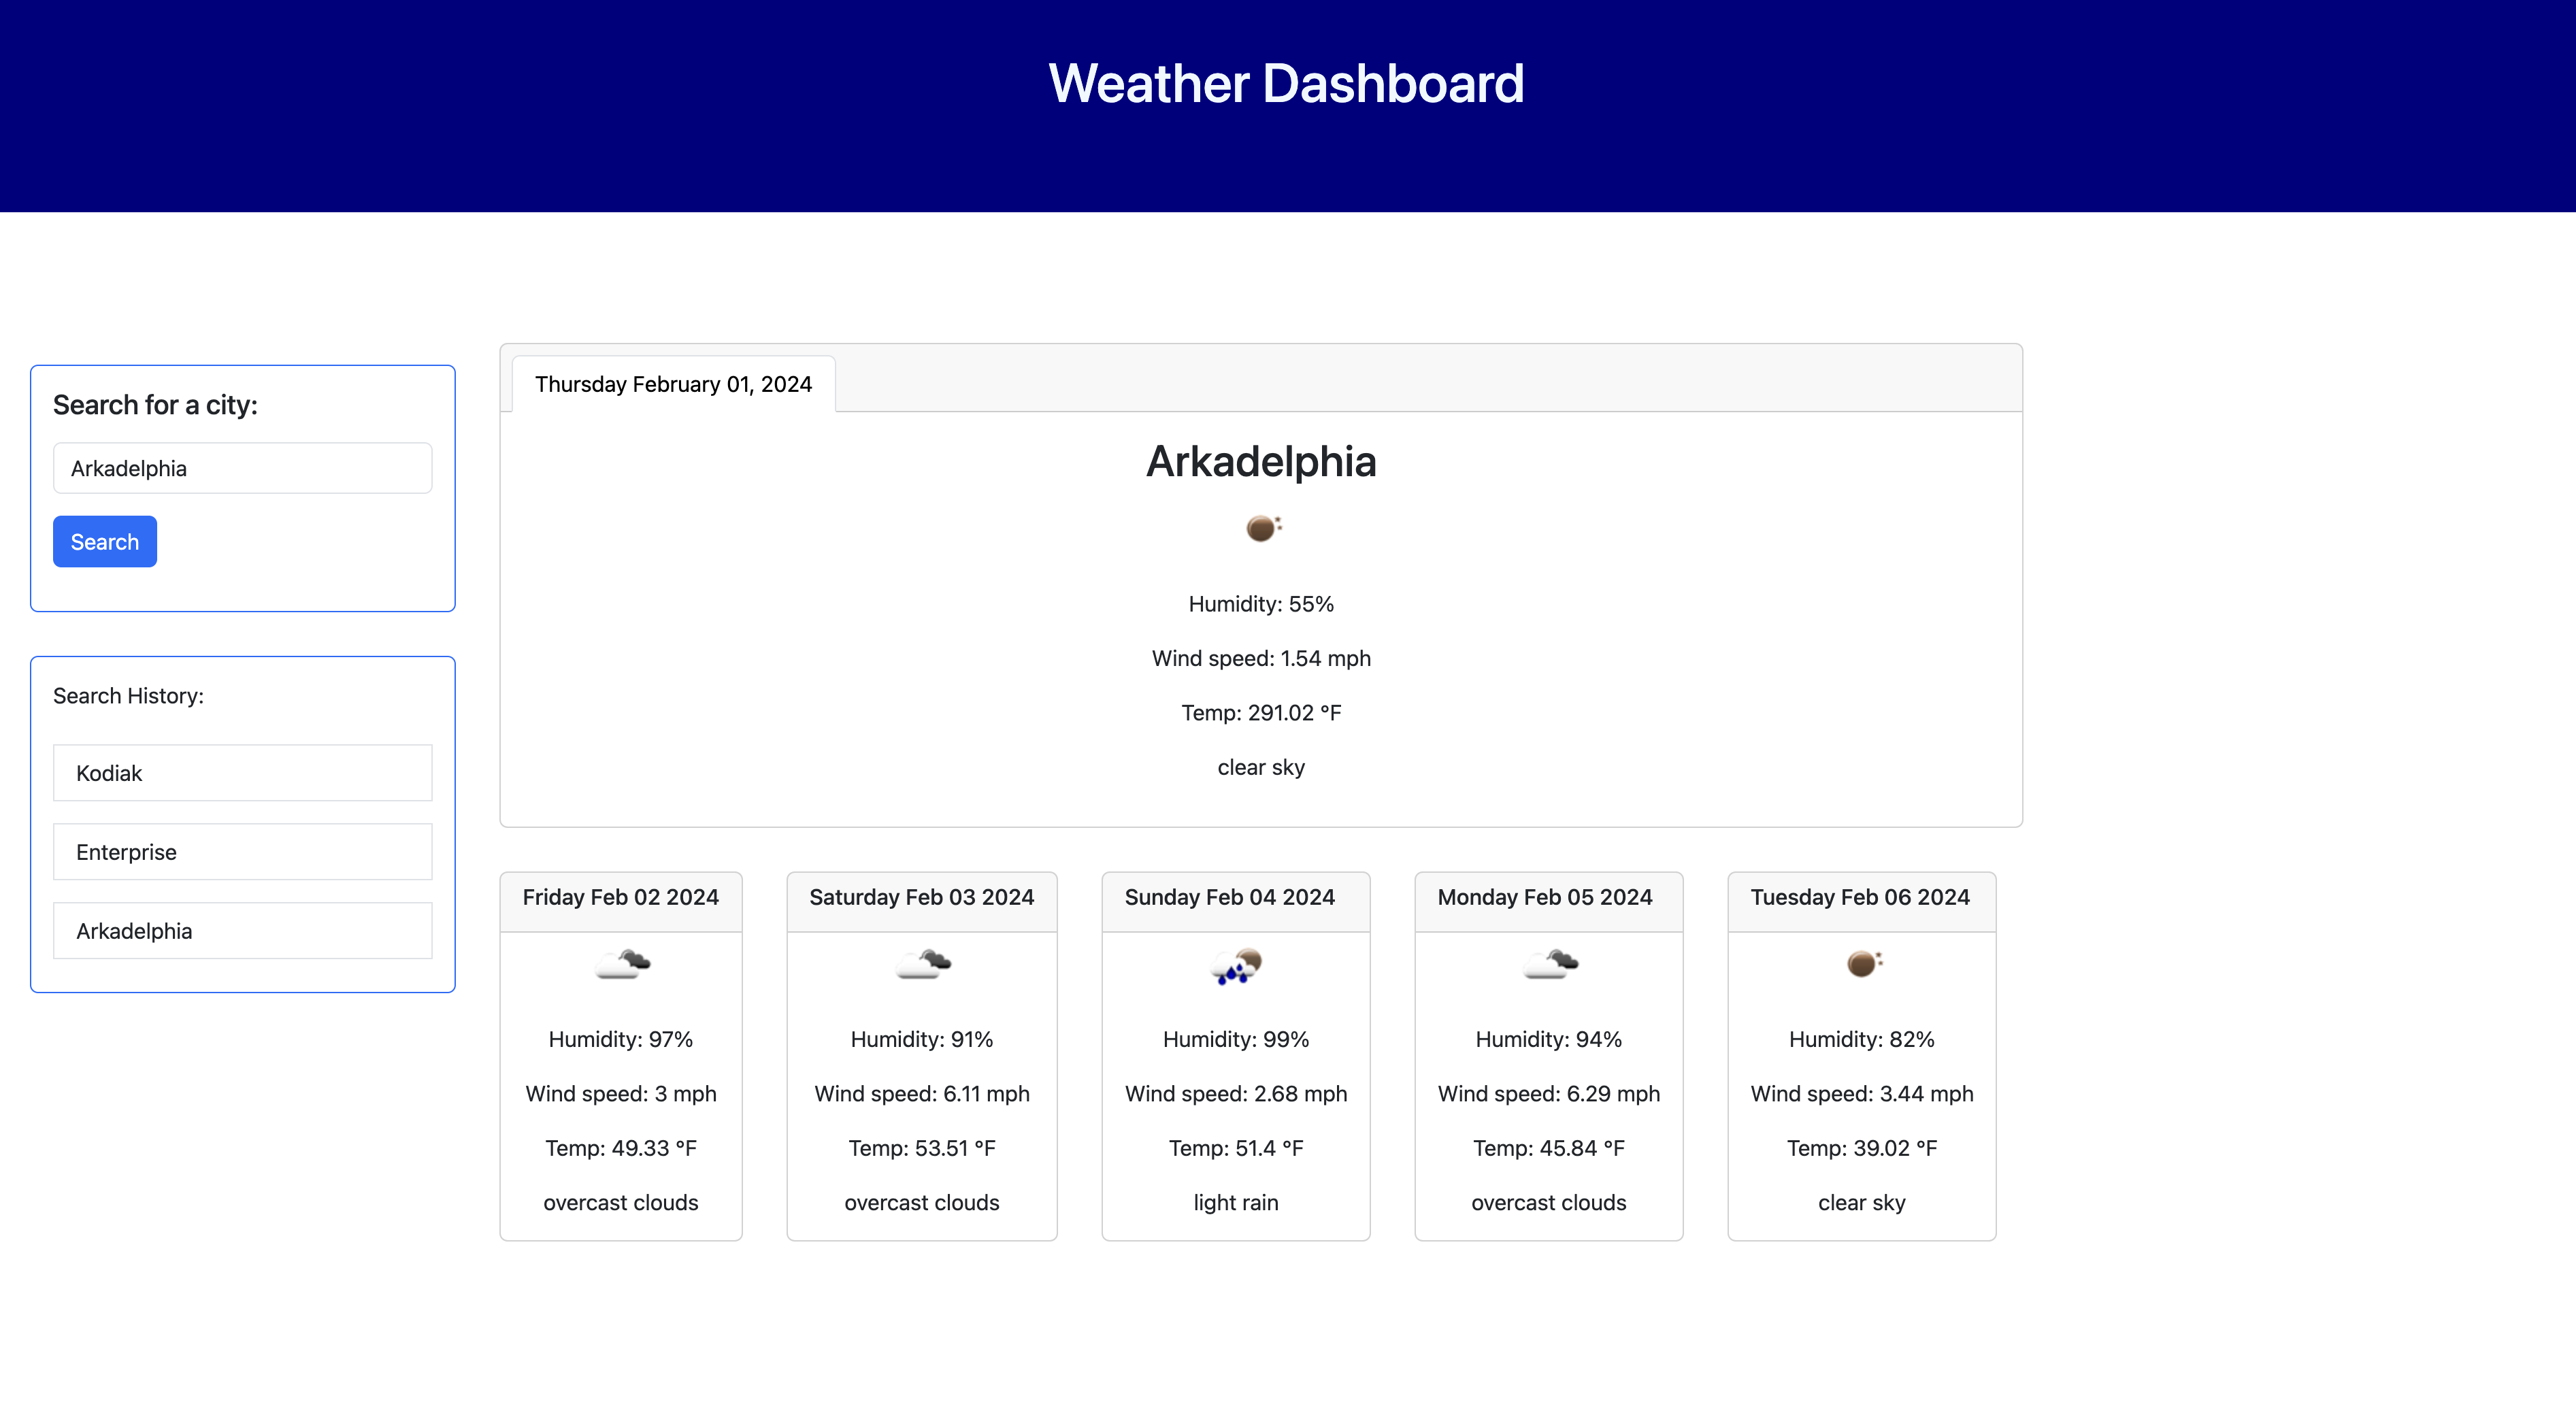 Weather Dashboard
Search for a city:
Arkadelphia
Search
Search History:
Kodiak
Enterprise
Arkadelphia
Thursday February 01, 2024
Arkadelphia
Humidity: 55%
Wind speed: 1.54 mph
Temp: 291.02 °F
clear sky
Friday Feb 02 2024
Humidity: 97%
Wind speed: 3 mph
Temp: 49.33 °F
overcast clouds
Saturday Feb 03 2024
Humidity: 91%
Wind speed: 6.11 mph
Temp: 53.51 °F
overcast clouds
Sunday Feb 04 2024
Humidity: 99%
Wind speed: 2.68 mph
Temp: 51.4 °F
light rain
Monday Feb 05 2024
Humidity: 94%
Wind speed: 6.29 mph
Temp: 45.84 °F
overcast clouds
Tuesday Feb 06 2024
Humidity: 82%
Wind speed: 3.44 mph
Temp: 39.02 °F
clear sky